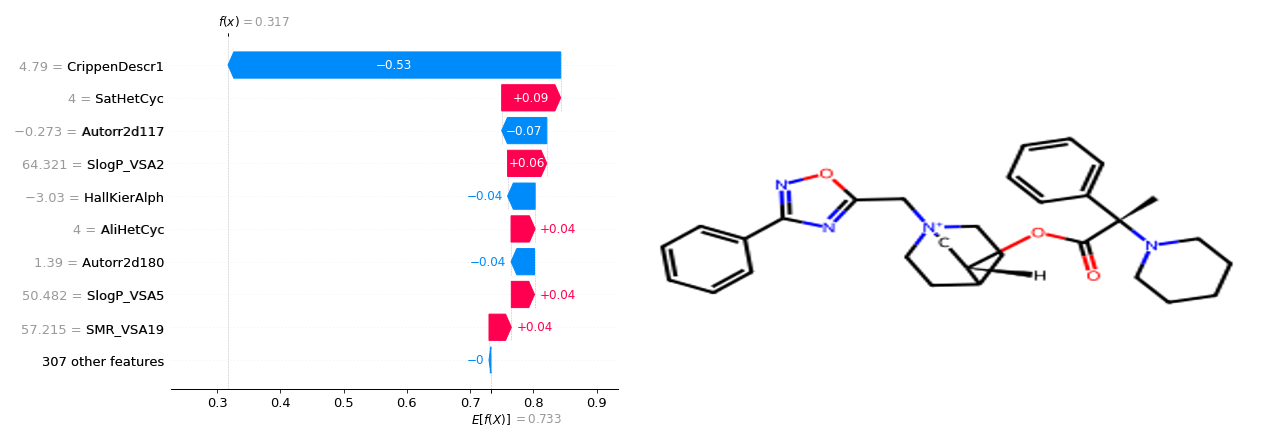 f(x) = 0.317
4.79 = CrippenDescr1
−0.53
4 = SatHetCyc
+0.09
−0.273 = Autorr2d117
−0.07
64.321 = SlogP_VSA2
+0.06
−3.03 = HallKierAlph
−0.04
4 = AliHetCyc
+0.04
1.39 = Autorr2d180
−0.04
50.482 = SlogP_VSA5
+0.04
57.215 = SMR_VSA19
+0.04
307 other features
−0
0.3 0.4 0.5 0.6 0.7 0.8 0.9
E[f(X)] = 0.733
O
N
N
N+
C
O
H
O
N